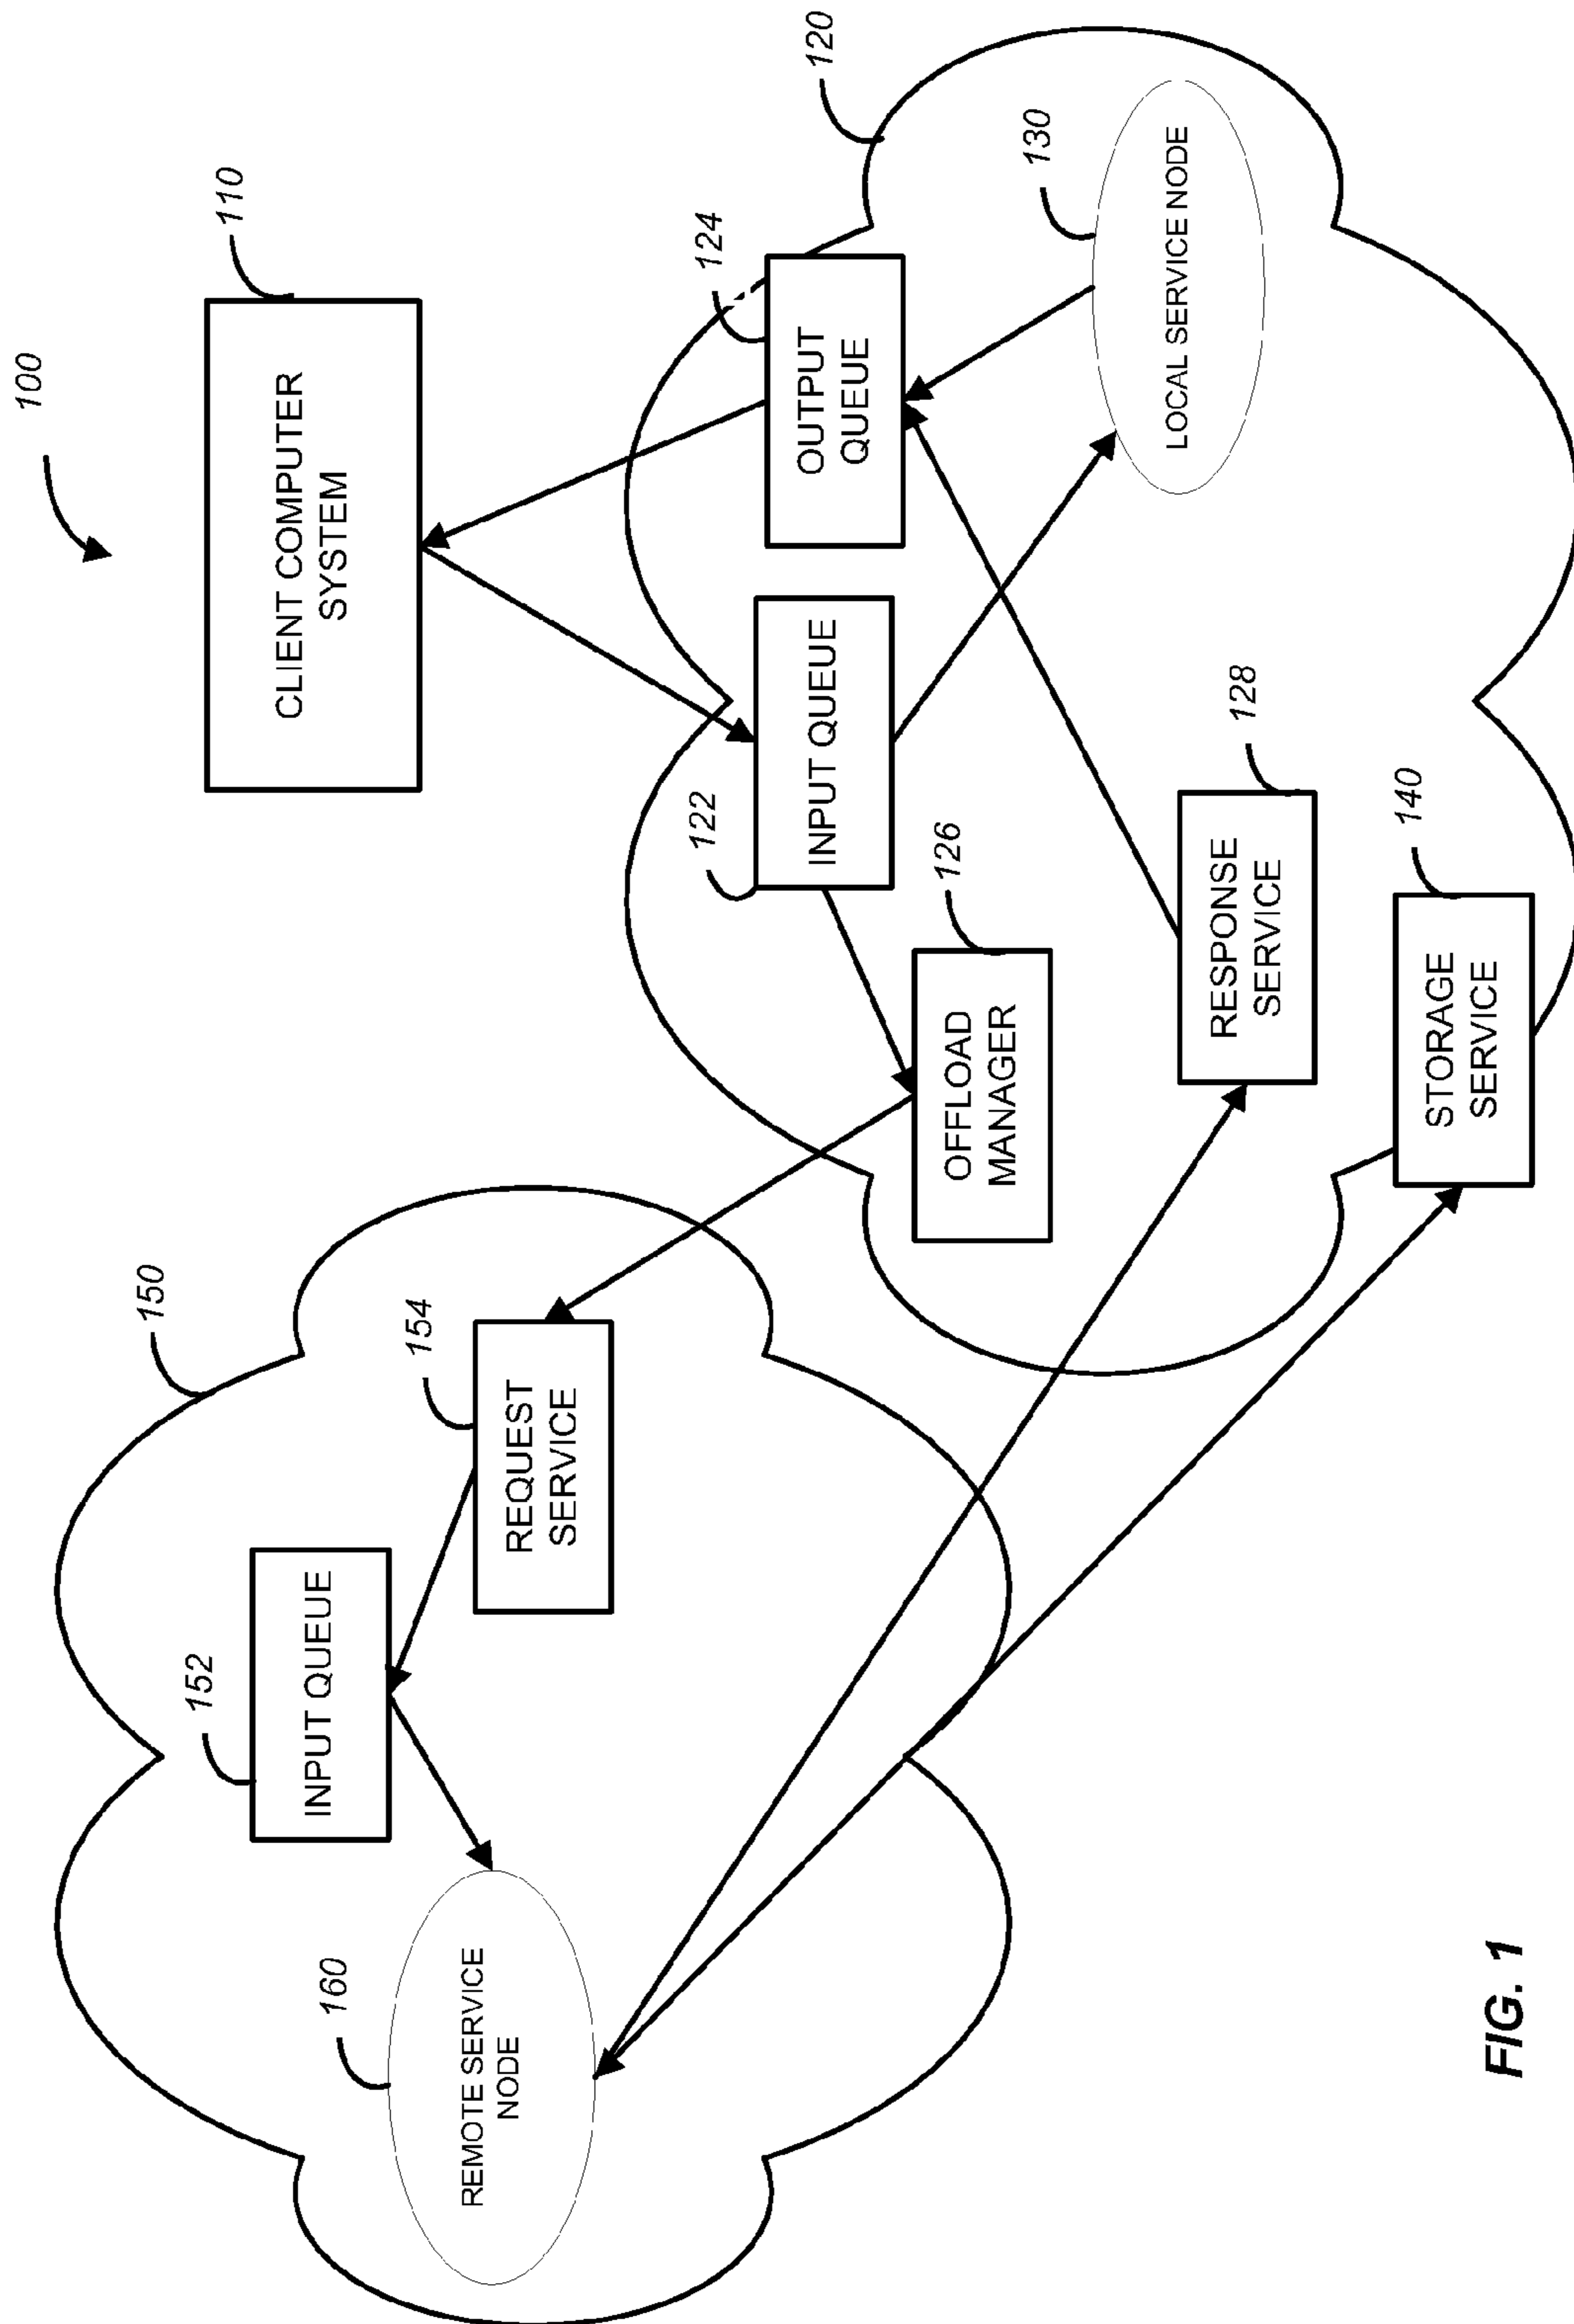 100
110
CLIENT COMPUTER
SYSTEM
150
152
INPUT QUEUE
154
REQUEST
SERVICE
160
REMOTE SERVICE
NODE
120
122
INPUT QUEUE
124
OUTPUT
QUEUE
126
OFFLOAD
MANAGER
130
LOCAL SERVICE NODE
128
RESPONSE
SERVICE
140
STORAGE
SERVICE
FIG. 1